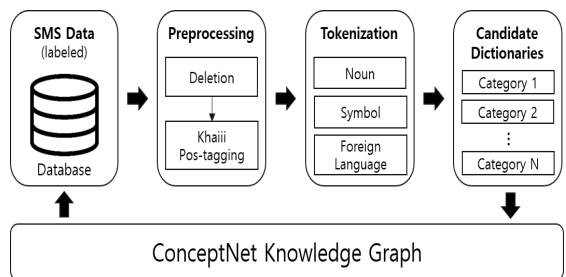 SMS Data
(labeled)
Database
Preprocessing
Deletion
Khaiii
Pos-tagging
Tokenization
Noun
Symbol
Foreign
Language
Candidate
Dictionaries
Category 1
Category 2
⋮
Category N
ConceptNet Knowledge Graph